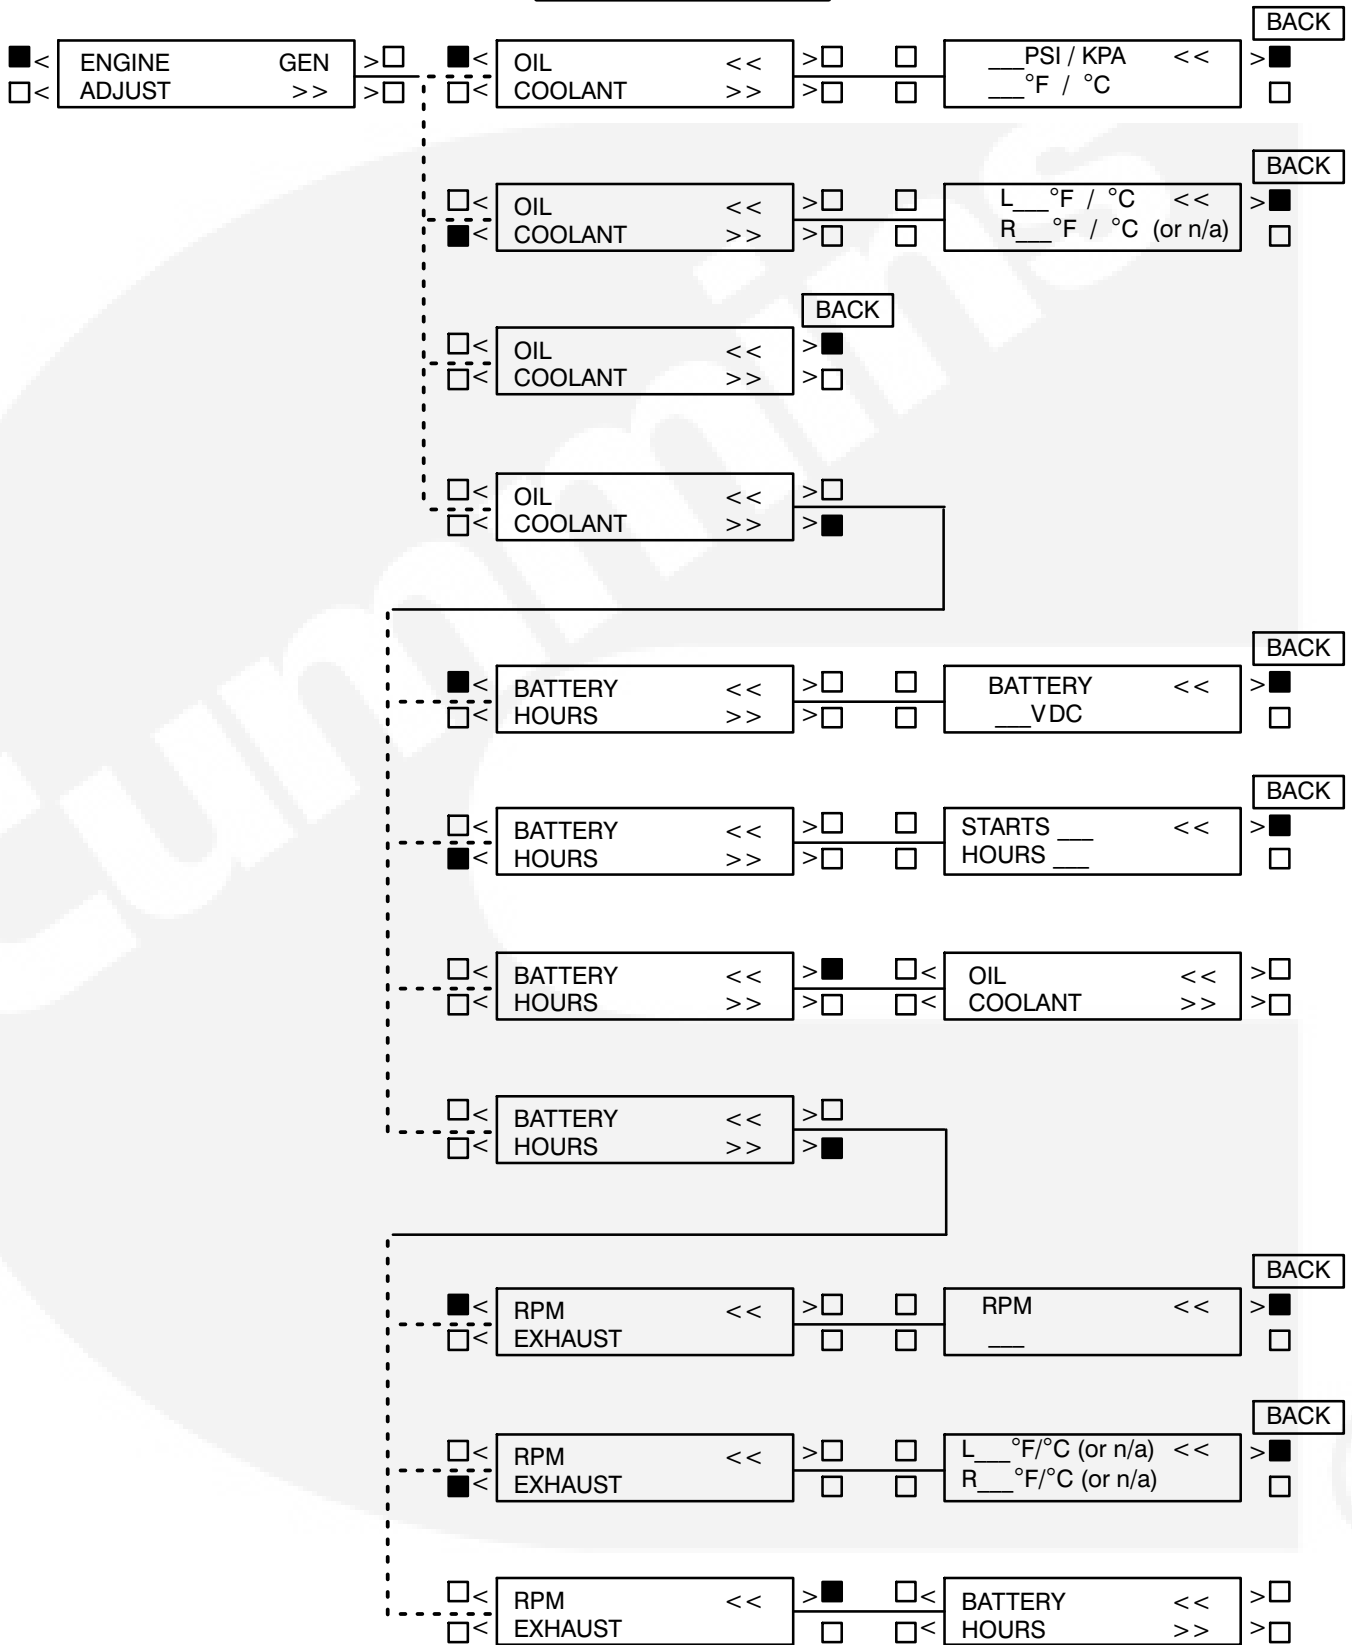 BACK
< ENGINE GEN > < OIL << > ___PSI / KPA << >
< ADJUST >> > < COOLANT >> > ___°F / °C
BACK
< OIL << > L___°F / °C << >
< COOLANT >> > R___°F / °C (or n/a)
BACK
< OIL << >
< COOLANT >> >
< OIL << >
< COOLANT >> >
BACK
< BATTERY << > BATTERY << >
< HOURS >> > ___VDC
BACK
< BATTERY << > STARTS ___ << >
< HOURS >> > HOURS ___
< BATTERY << > < OIL << >
< HOURS >> > < COOLANT >> >
< BATTERY << >
< HOURS >> >
BACK
< RPM << > RPM << >
< EXHAUST ___
BACK
< RPM << > L___°F/°C (or n/a) << >
< EXHAUST R___°F/°C (or n/a)
< RPM << > < BATTERY << >
< EXHAUST < HOURS >> >
Cummins